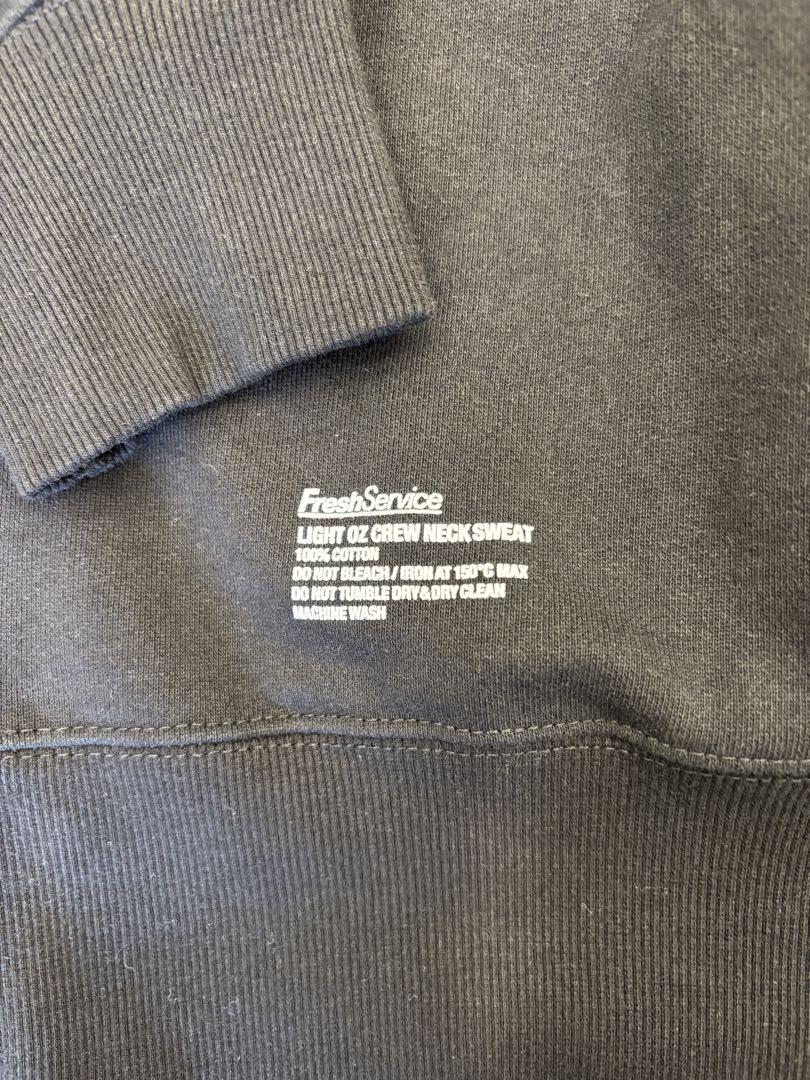 FreshService
LIGHT OZ CREW NECK SWEAT
100% COTTON
DO NOT BLEACH / IRON AT 150°C MAX
DO NOT TUMBLE DRY & DRY CLEAN
MACHINE WASH